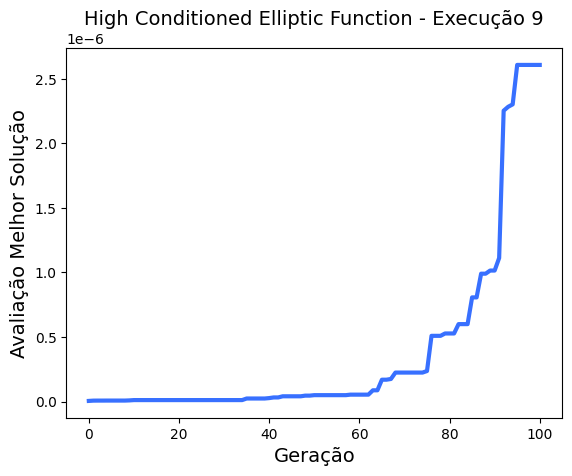 High Conditioned Elliptic Function - Execução 9
1e−6
2.5
2.0
1.5
1.0
0.5
0.0
Avaliação Melhor Solução
0 20 40 60 80 100
Geração